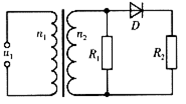 n₁ n₂ D
u₁ R₁ R₂